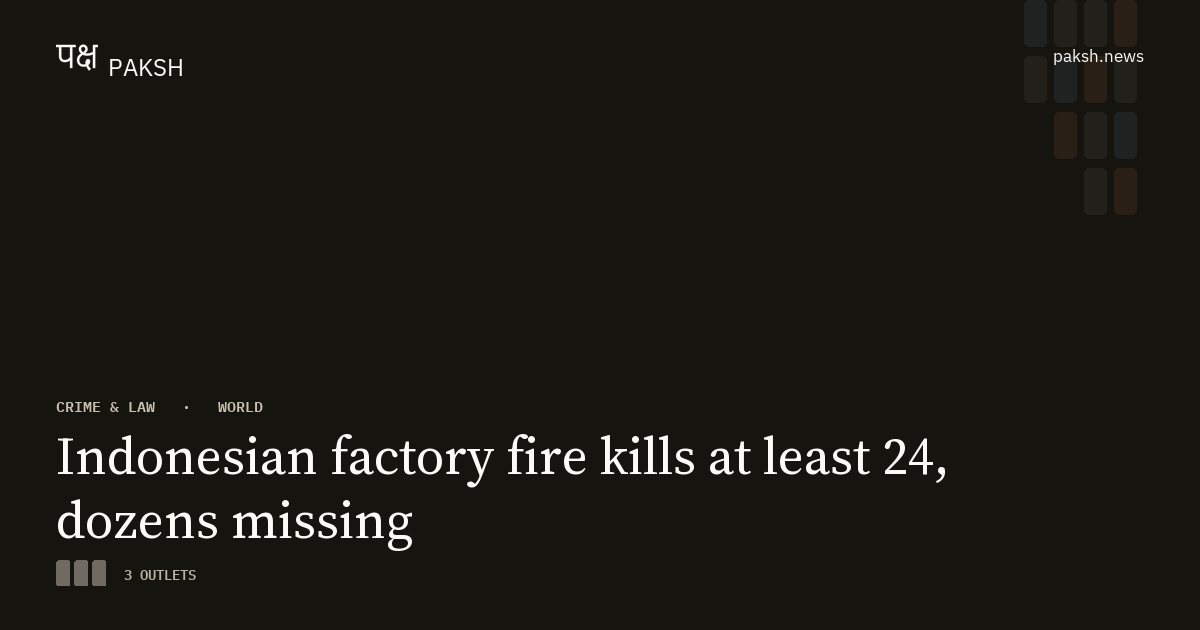 पक्ष PAKSH
paksh.news
CRIME & LAW · WORLD
Indonesian factory fire kills at least 24,
dozens missing
3 OUTLETS